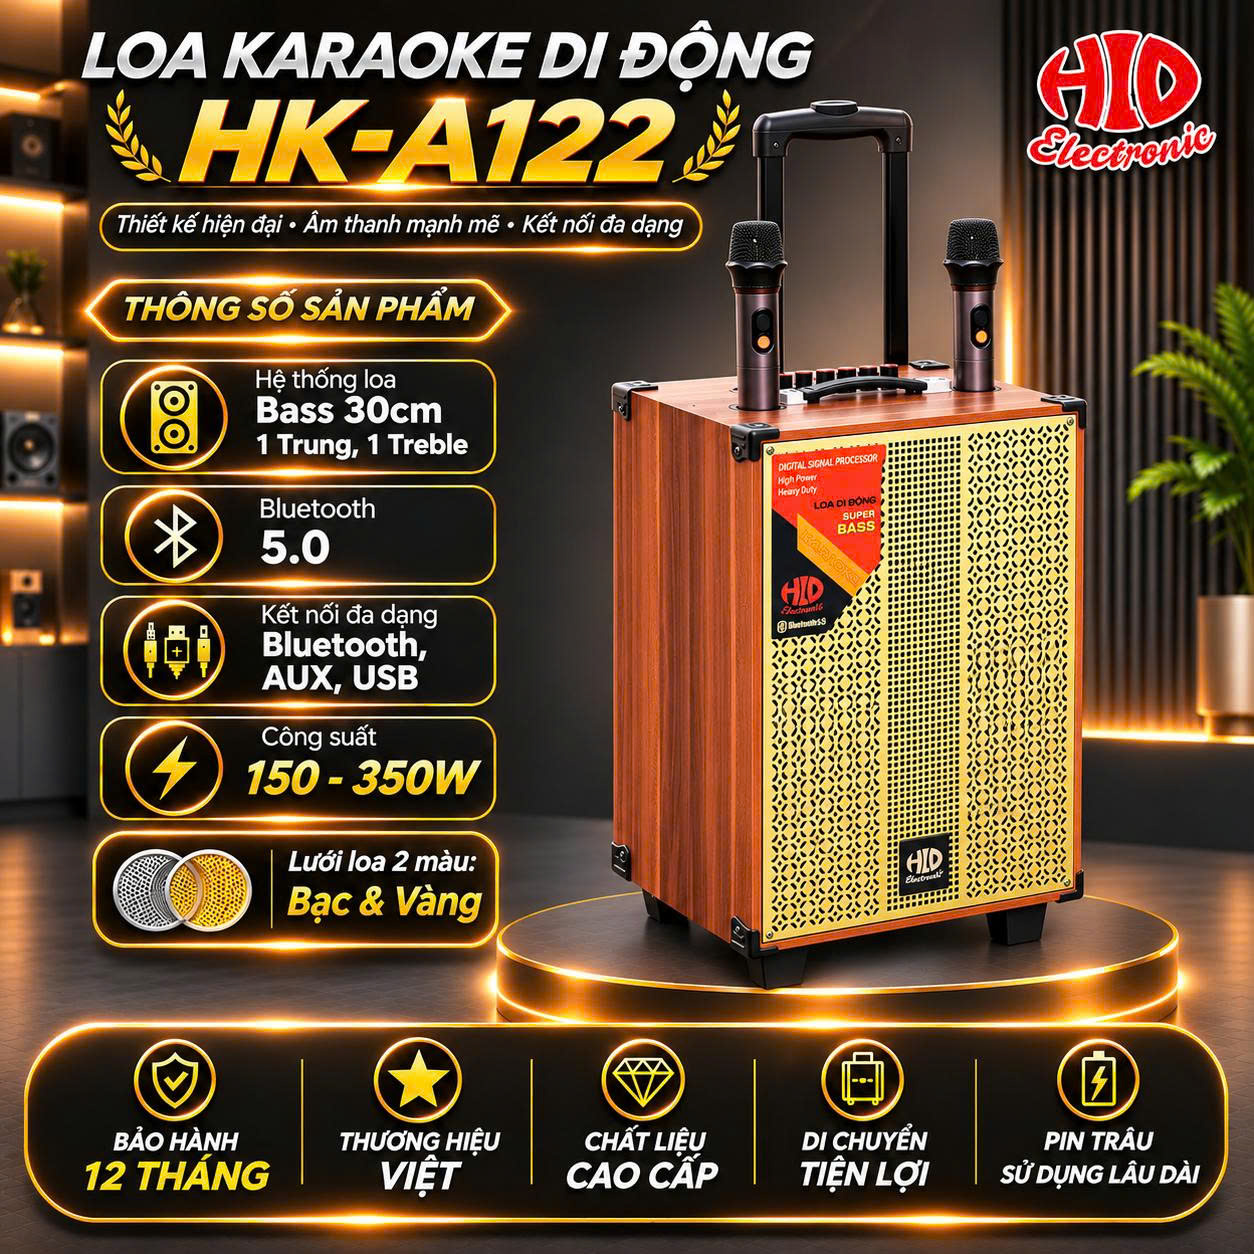 LOA KARAOKE DI ĐỘNG
HK-A122
Thiết kế hiện đại • Âm thanh mạnh mẽ • Kết nối đa dạng
HID
Electronic
THÔNG SỐ SẢN PHẨM
Hệ thống loa
Bass 30cm
1 Trung, 1 Treble
Bluetooth
5.0
Kết nối đa dạng
Bluetooth,
AUX, USB
Công suất
150 - 350W
Lưới loa 2 màu:
Bạc & Vàng
DIGITAL SIGNAL PROCESSOR
High Power
Heavy Duty
LOA DI ĐỘNG
SUPER
BASS
KARAOKE
HID
HID
BẢO HÀNH
12 THÁNG
THƯƠNG HIỆU
VIỆT
CHẤT LIỆU
CAO CẤP
DI CHUYỂN
TIỆN LỢI
PIN TRÂU
SỬ DỤNG LÂU DÀI